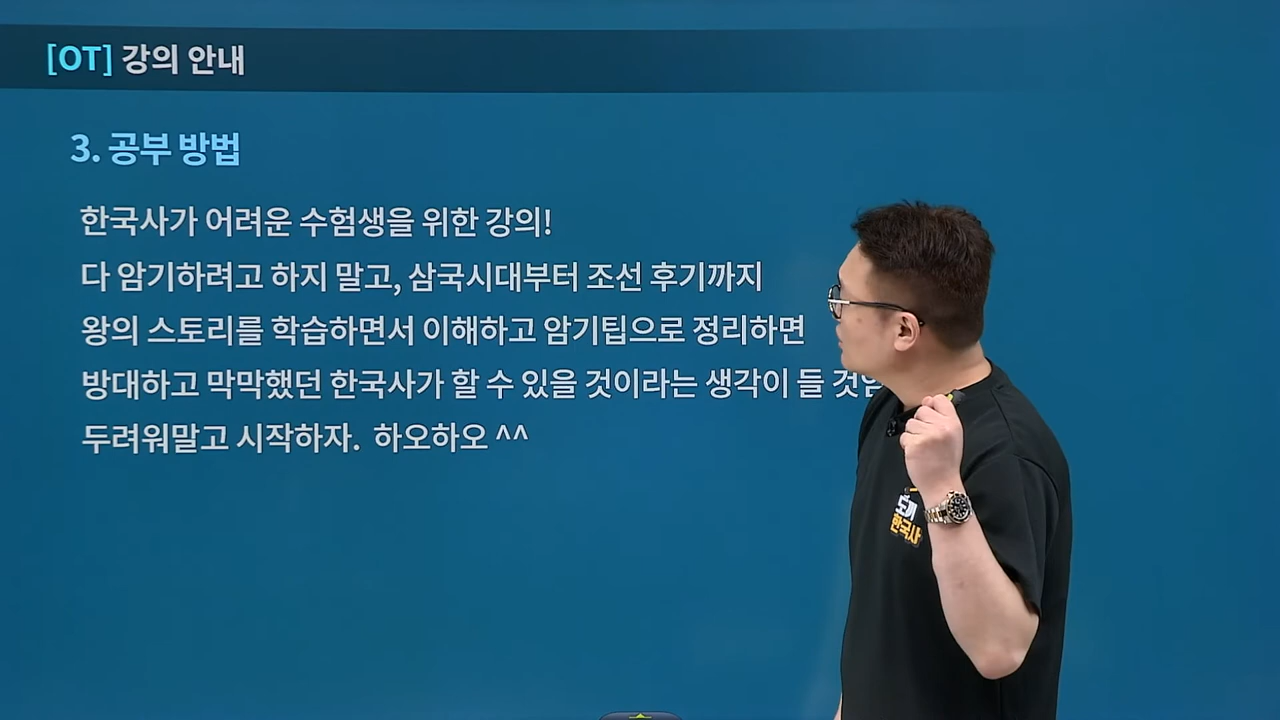 [OT] 강의 안내
3. 공부 방법
한국사가 어려운 수험생을 위한 강의!
다 암기하려고 하지 말고, 삼국시대부터 조선 후기까지
왕의 스토리를 학습하면서 이해하고 암기팁으로 정리하면
방대하고 막막했던 한국사가 할 수 있을 것이라는 생각이 들
두려워말고 시작하자. 하오하오 ^^
도끼
한국사